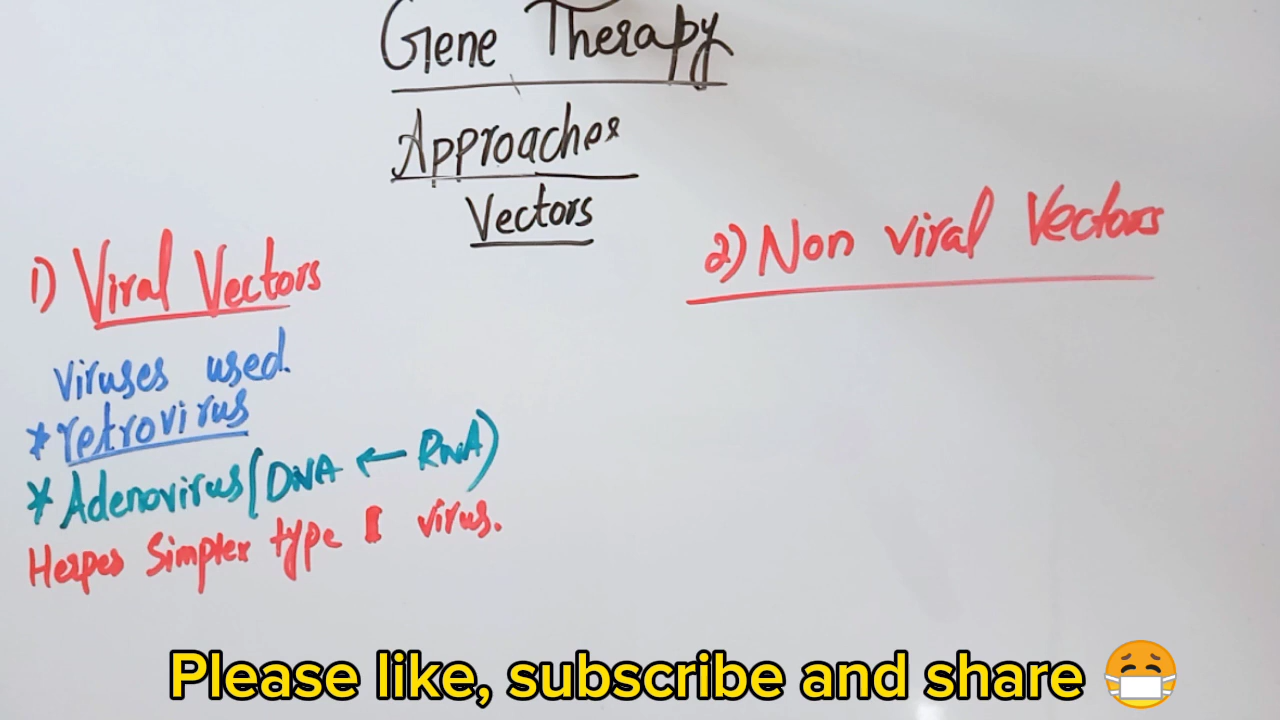 Gene Therapy
Approaches
Vectors
1) Viral Vectors
Viruses used.
* retrovirus
* Adenovirus (DNA ← RNA)
Herpes Simplex type 1 virus.
2) Non viral Vectors
Please like, subscribe and share 😷